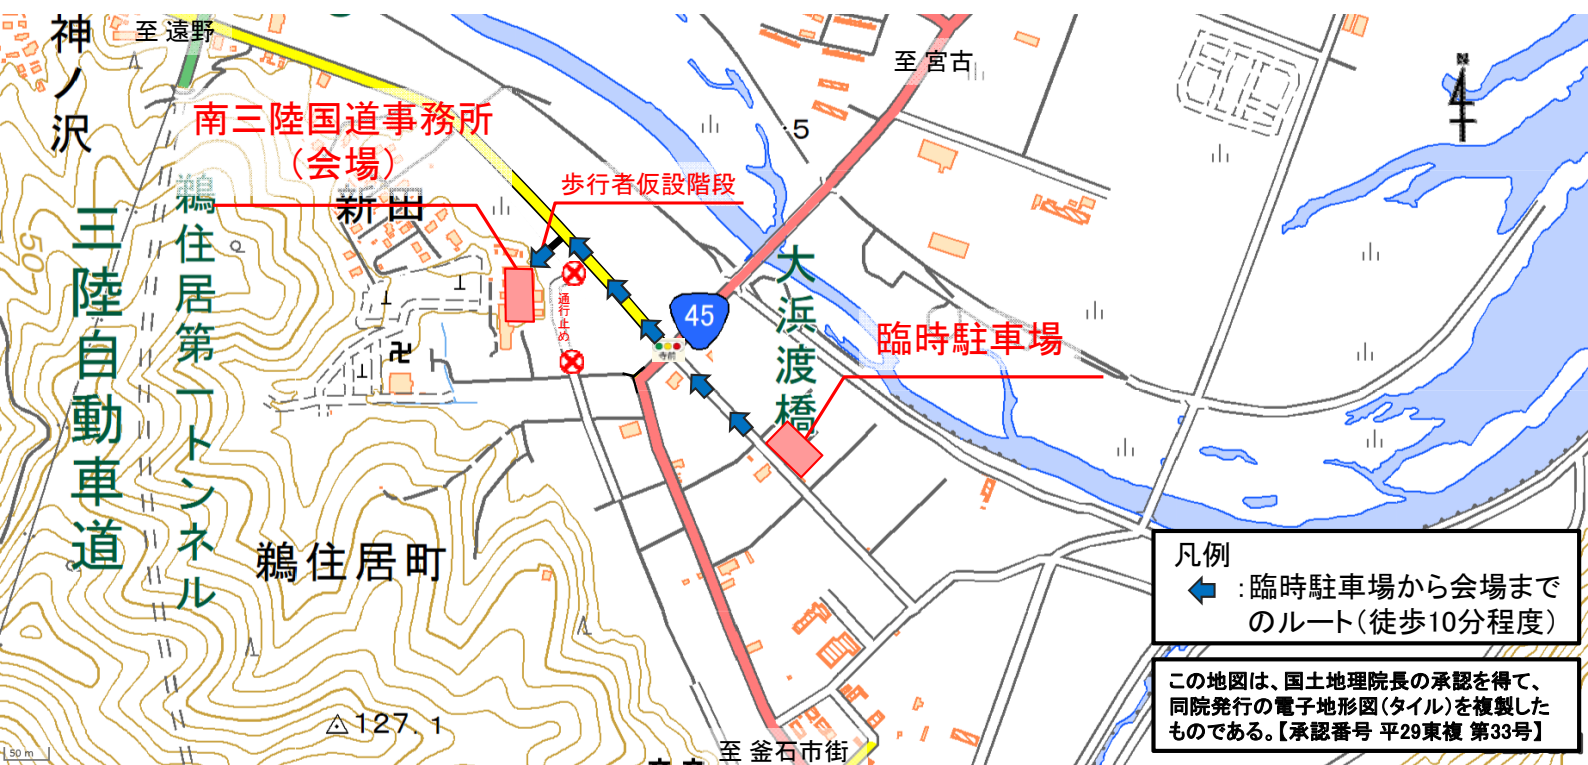 神ノ沢
至 遠野
至 宮古
南三陸国道事務所
(会場)
歩行者仮設階段
・5
新田
鵜住居第一トンネル
三陸自動車道
50
通行止め
45
寺前
大浜渡橋
臨時駐車場
鵜住居町
127.1
至 釜石市街
50 m
N
凡例
:臨時駐車場から会場まで
のルート(徒歩10分程度)
この地図は、国土地理院長の承認を得て、
同院発行の電子地形図(タイル)を複製した
ものである。【承認番号 平29東複 第33号】